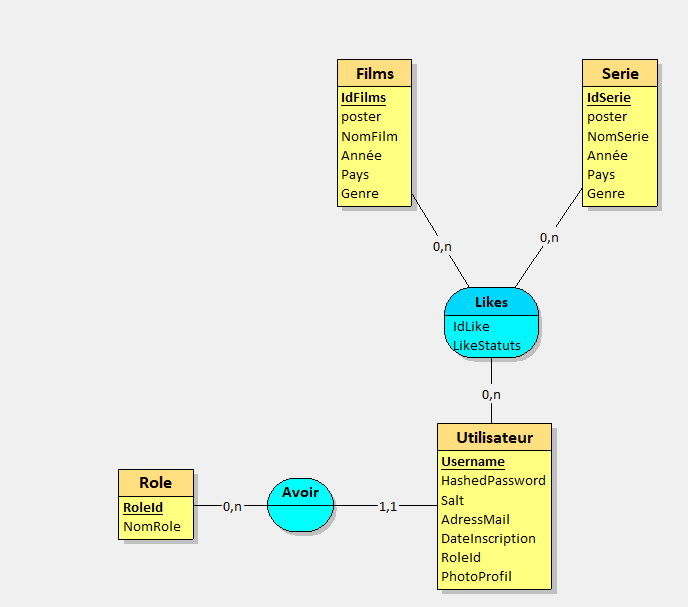 Films
IdFilms
poster
NomFilm
Année
Pays
Genre
Serie
IdSerie
poster
NomSerie
Année
Pays
Genre
0,n
0,n
Likes
IdLike
LikeStatuts
0,n
Utilisateur
Username
HashedPassword
Salt
AdressMail
DateInscription
RoleId
PhotoProfil
Role
RoleId
NomRole
0,n
Avoir
1,1